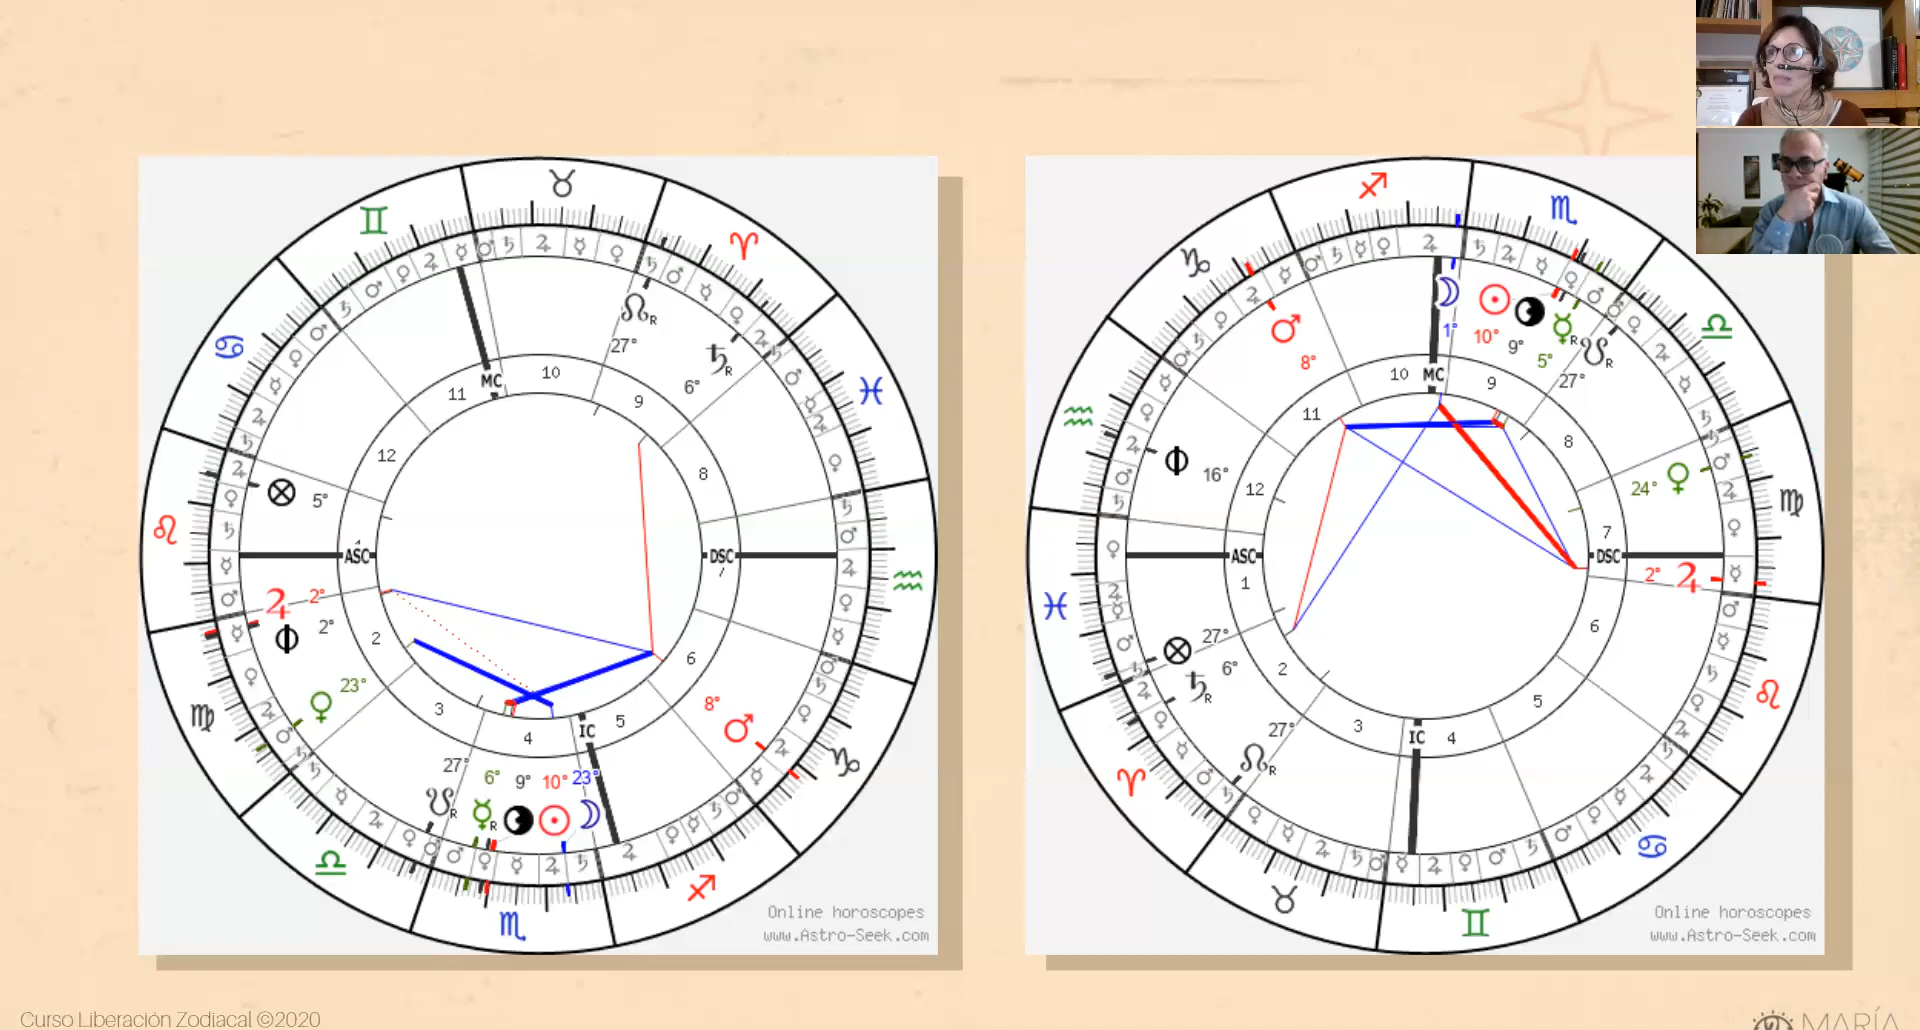 MC
10
11
9
27°
6°
12
8
5°
ASC
DSC
7
2°
2°
2
6
23°
3
8°
5
IC
4
27°
6°
9°
10°
23°
R
R
R
R
Online horoscopes
www.Astro-Seek.com
1°
10°
9°
5°
8°
10
MC
9
27°
11
8
24°
16°
12
7
ASC
DSC
2°
1
6
27°
6°
2
5
27°
3
IC
4
R
R
R
R
Online horoscopes
www.Astro-Seek.com
Curso Liberación Zodiacal ©2020
MARÍA